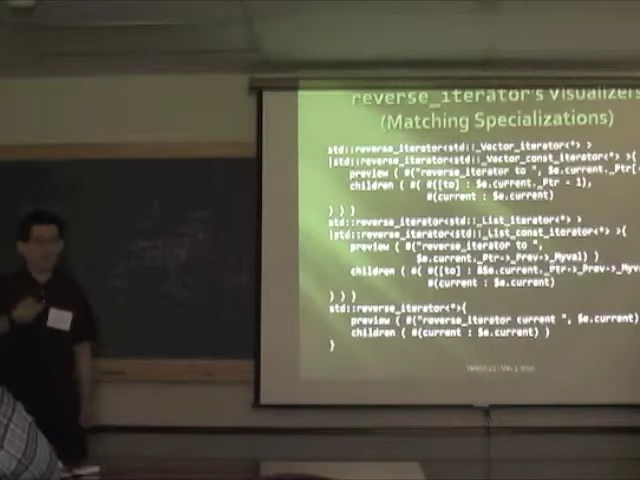 reverse_iterator's Visualizers
(Matching Specializations)
std::reverse_iterator<std::_Vector_iterator<*> >
|std::reverse_iterator<std::_Vector_const_iterator<*> >{
preview ( #("reverse_iterator to ", $e.current._Ptr[-
children ( #( #([to] : $e.current._Ptr - 1),
#(current : $e.current)
) ) )
std::reverse_iterator<std::_List_iterator<*> >
|std::reverse_iterator<std::_List_const_iterator<*> >{
preview ( #("reverse_iterator to ",
$e.current._Ptr->_Prev->_Myval) )
children ( #( #([to] : &$e.current._Ptr->_Prev->_Myv
#(current : $e.current)
) ) )
std::reverse_iterator<*>{
preview ( #("reverse_iterator current ", $e.current)
children ( #(current : $e.current) )
}